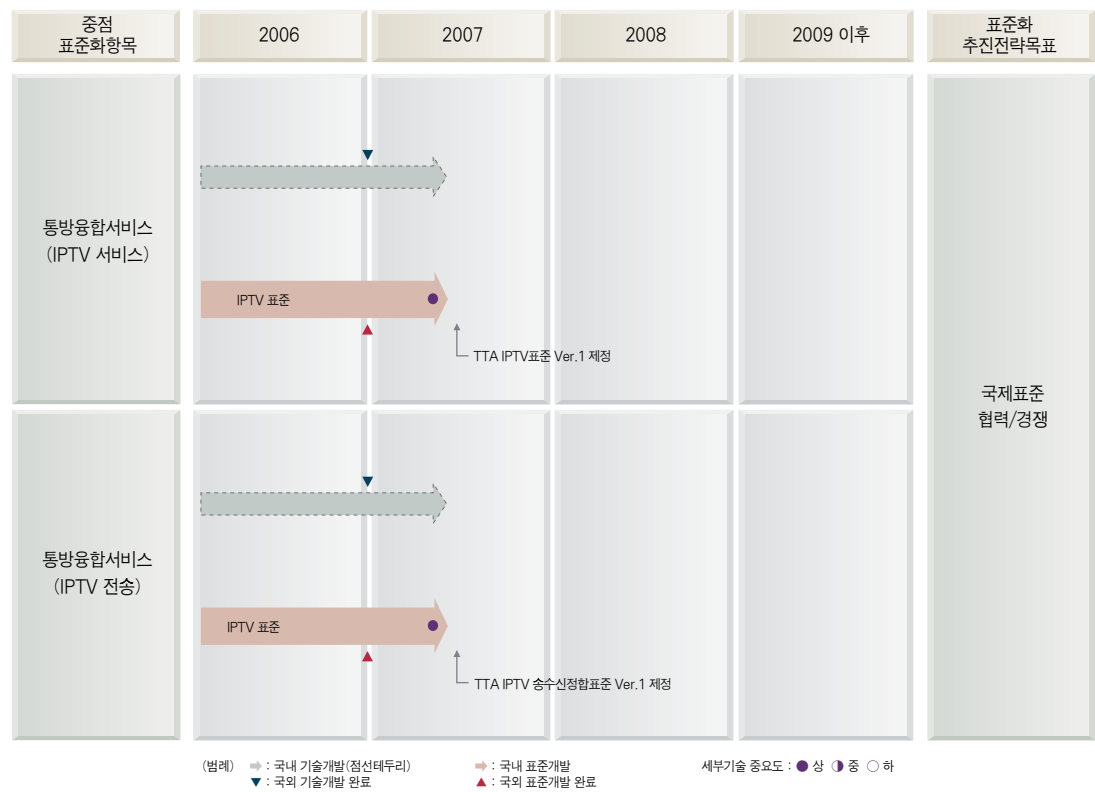 중점
표준화항목
2006
2007
2008
2009 이후
표준화
추진전략목표
통방융합서비스
(IPTV 서비스)
IPTV 표준
TTA IPTV표준 Ver.1 제정
국제표준
협력/경쟁
통방융합서비스
(IPTV 전송)
IPTV 표준
TTA IPTV 송수신정합표준 Ver.1 제정
(범례) : 국내 기술개발(점선테두리) : 국내 표준개발 세부기술 중요도 : 상 중 하
: 국외 기술개발 완료 : 국외 표준개발 완료